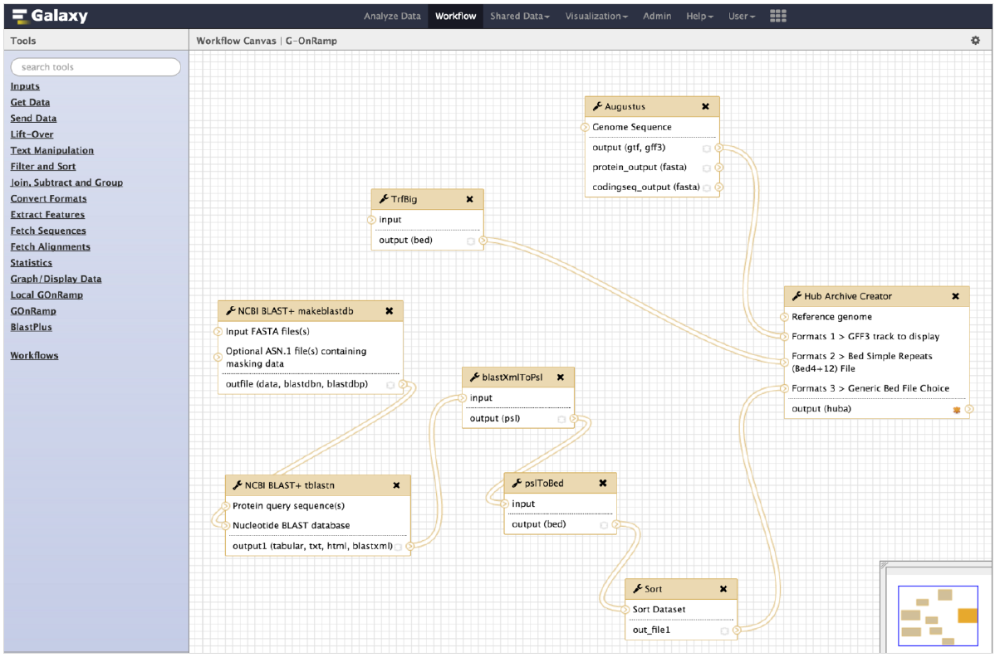 Galaxy
Analyze Data Workflow Shared Data Visualization Admin Help User
Tools
Workflow Canvas | G-OnRamp
search tools
Inputs
Get Data
Send Data
Lift-Over
Text Manipulation
Filter and Sort
Join, Subtract and Group
Convert Formats
Extract Features
Fetch Sequences
Fetch Alignments
Statistics
Graph/Display Data
Local GOnRamp
GOnRamp
BlastPlus
Workflows
Augustus
Genome Sequence
output (gtf, gff3)
protein_output (fasta)
codingseq_output (fasta)
TrfBig
input
output (bed)
Hub Archive Creator
Reference genome
Formats 1 > GFF3 track to display
Formats 2 > Bed Simple Repeats
(Bed4+12) File
Formats 3 > Generic Bed File Choice
output (huba)
NCBI BLAST+ makeblastdb
Input FASTA files(s)
Optional ASN.1 file(s) containing
masking data
outfile (data, blastdbn, blastdbp)
blastXmlToPsl
input
output (psl)
NCBI BLAST+ tblastn
Protein query sequence(s)
Nucleotide BLAST database
output1 (tabular, txt, html, blastxml)
pslToBed
input
output (bed)
Sort
Sort Dataset
out_file1